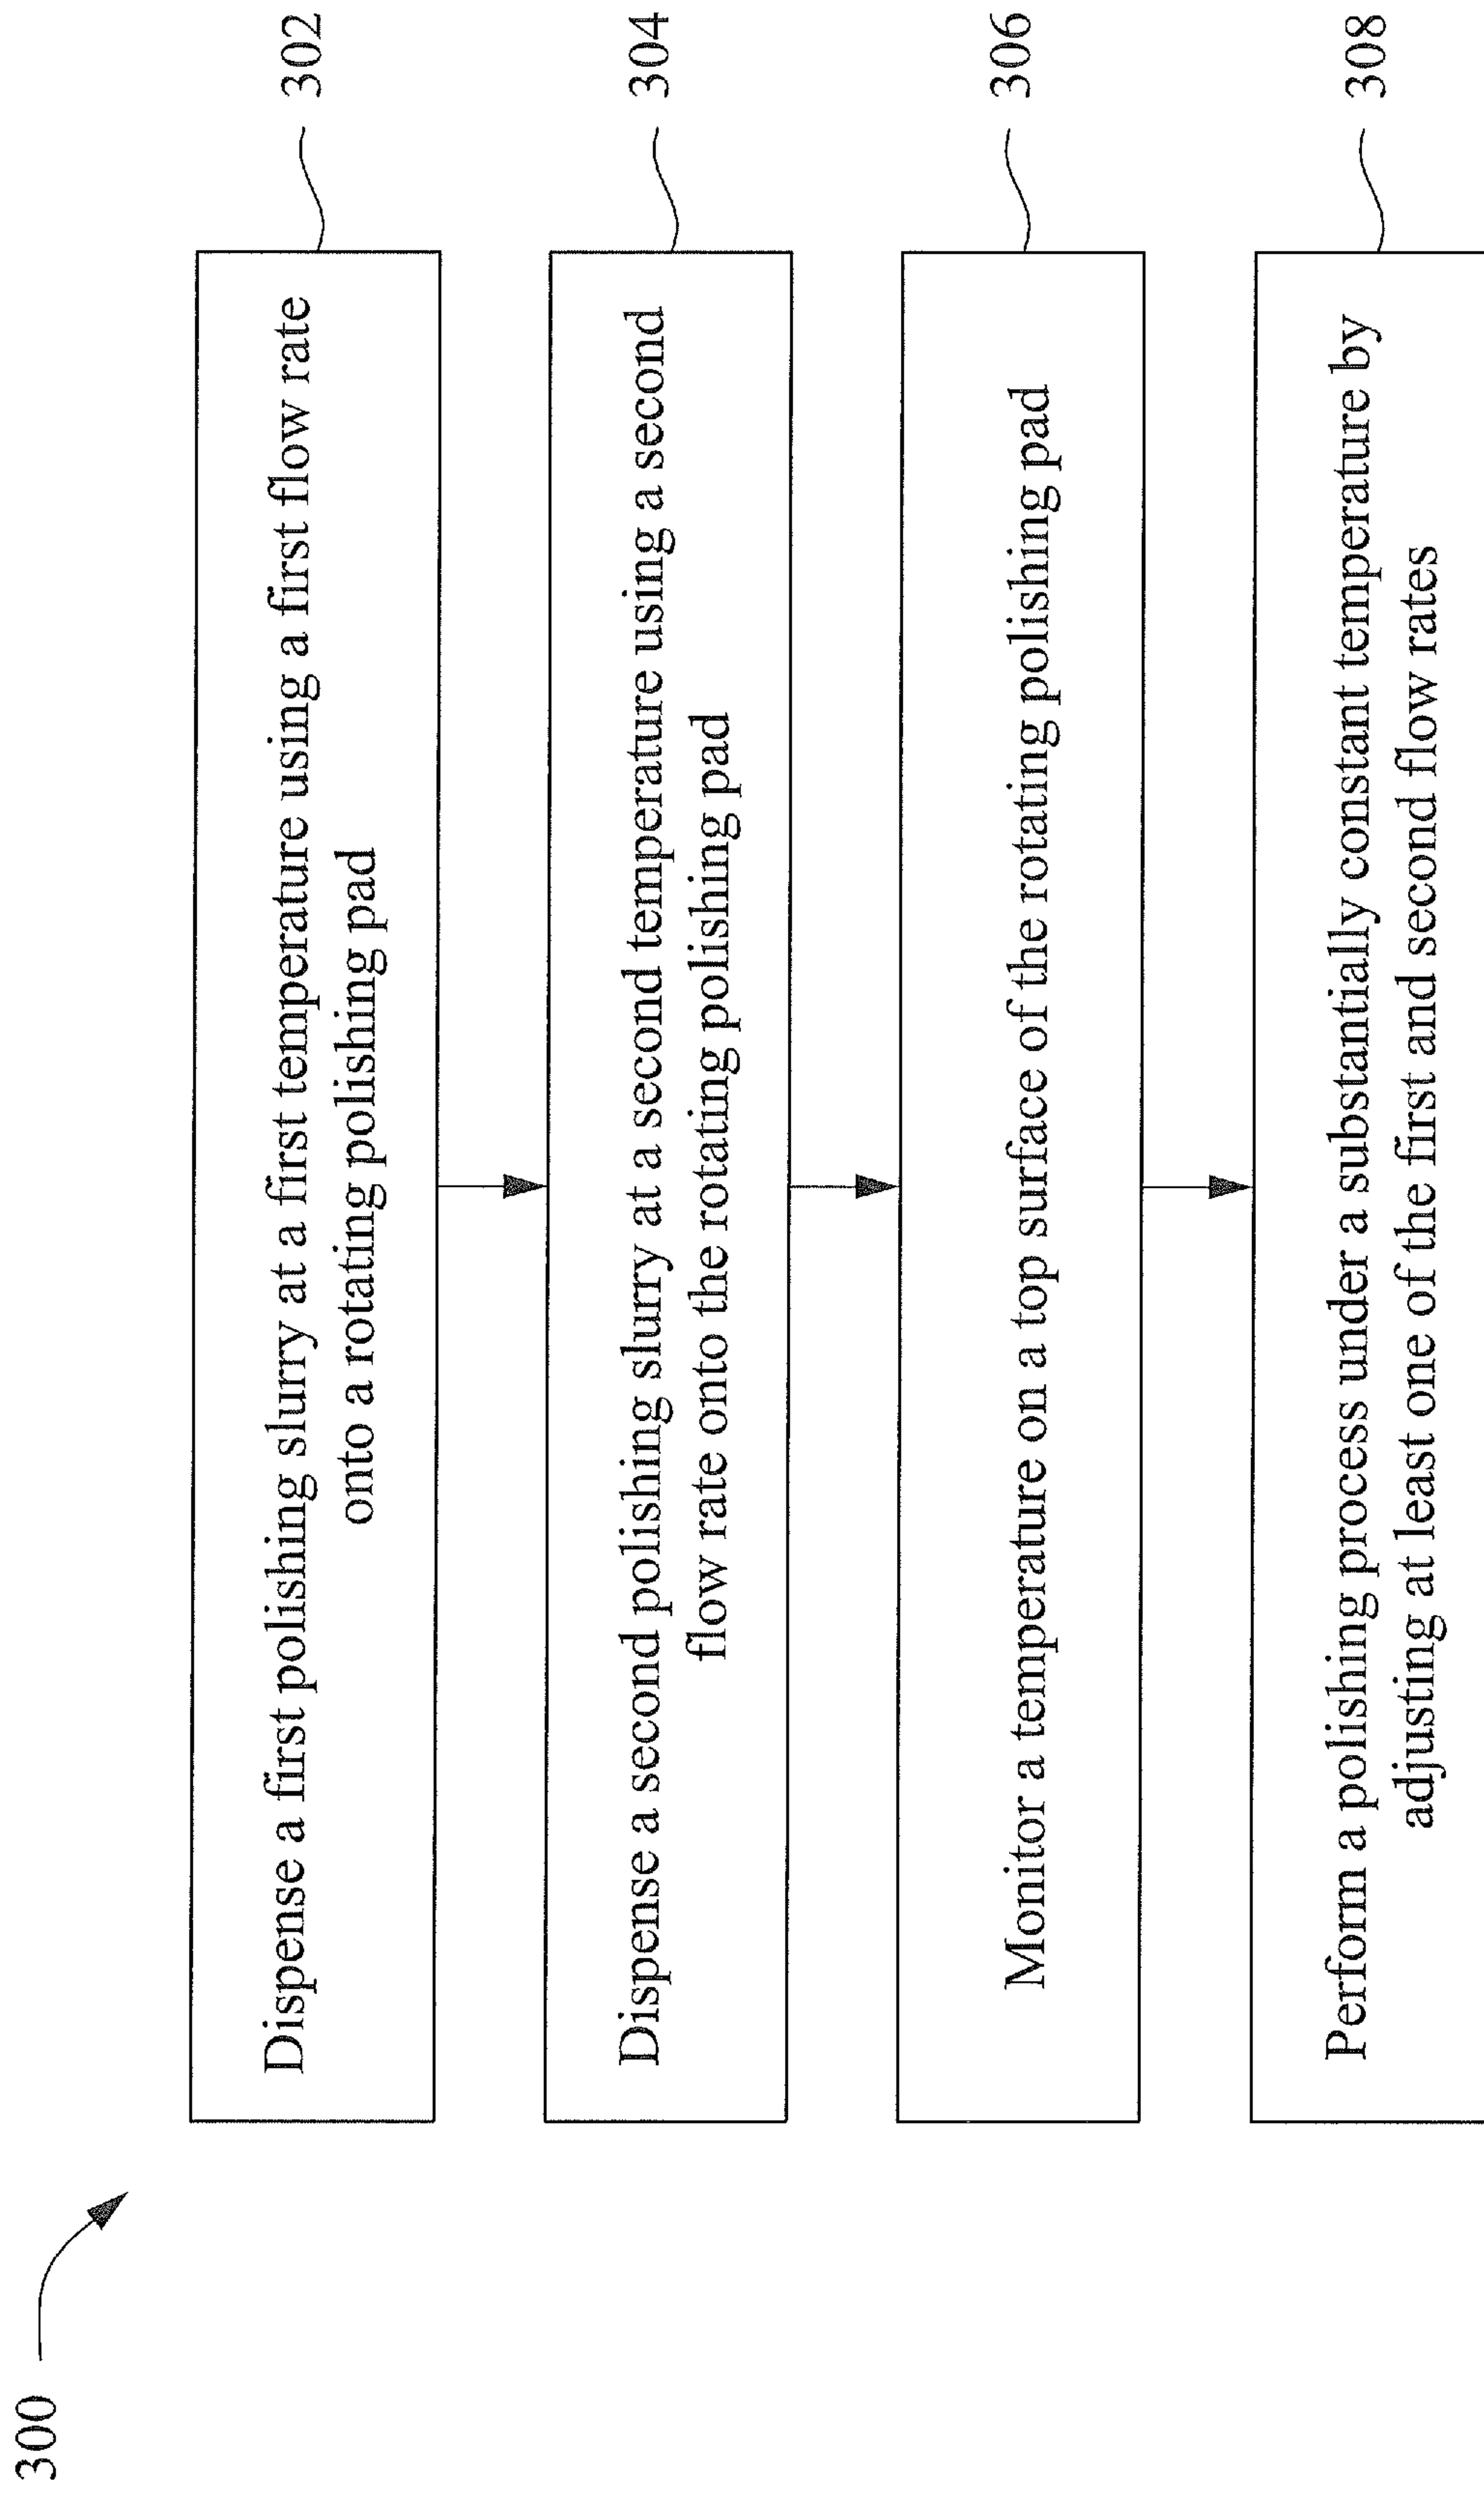 300
Dispense a first polishing slurry at a first temperature using a first flow rate
onto a rotating polishing pad
302
Dispense a second polishing slurry at a second temperature using a second
flow rate onto the rotating polishing pad
304
Monitor a temperature on a top surface of the rotating polishing pad
306
Perform a polishing process under a substantially constant temperature by
adjusting at least one of the first and second flow rates
308